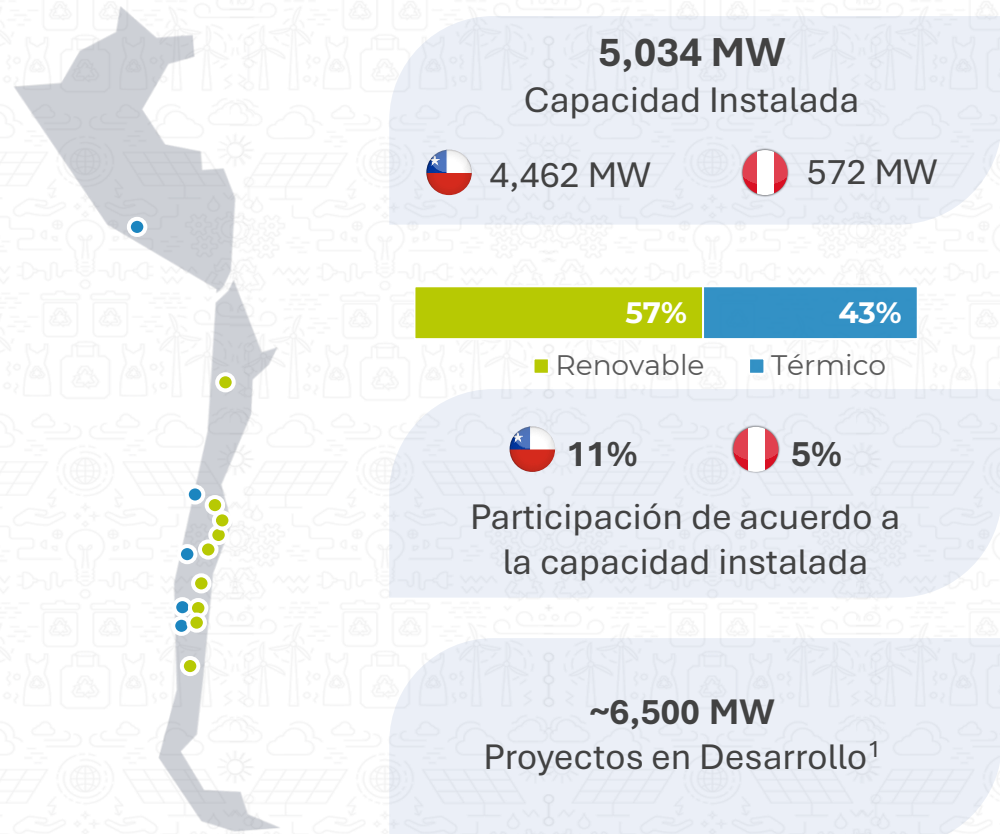 5,034 MW
Capacidad Instalada
4,462 MW
572 MW
57%
43%
Renovable
Térmico
11%
5%
Participación de acuerdo a
la capacidad instalada
~6,500 MW
Proyectos en Desarrollo¹